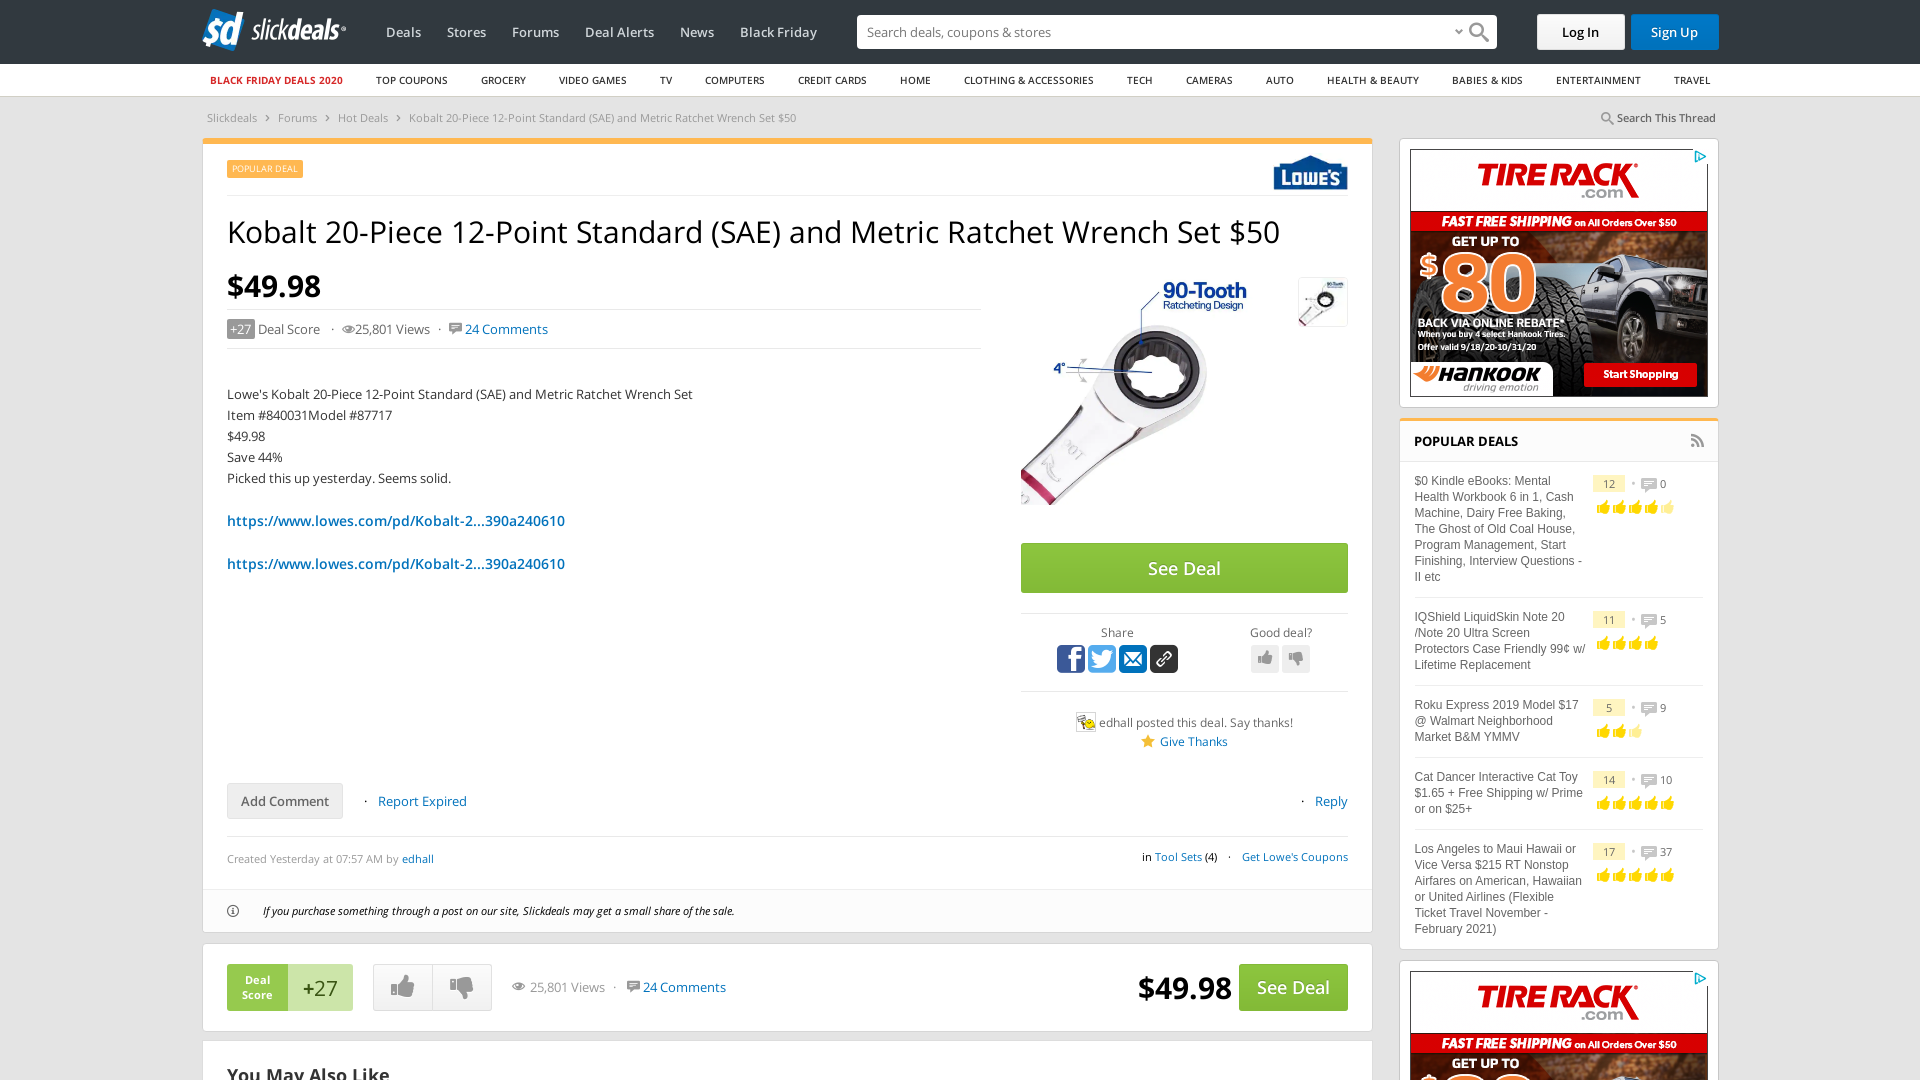 slickdeals
Deals
Stores
Forums
Deal Alerts
News
Black Friday
Search deals, coupons & stores
Log In
Sign Up
BLACK FRIDAY DEALS 2020
TOP COUPONS
GROCERY
VIDEO GAMES
TV
COMPUTERS
CREDIT CARDS
HOME
CLOTHING & ACCESSORIES
TECH
CAMERAS
AUTO
HEALTH & BEAUTY
BABIES & KIDS
ENTERTAINMENT
TRAVEL
Slickdeals › Forums › Hot Deals › Kobalt 20-Piece 12-Point Standard (SAE) and Metric Ratchet Wrench Set $50
Search This Thread
POPULAR DEAL
LOWE'S
Kobalt 20-Piece 12-Point Standard (SAE) and Metric Ratchet Wrench Set $50
$49.98
+27 Deal Score · 25,801 Views · 24 Comments
Lowe's Kobalt 20-Piece 12-Point Standard (SAE) and Metric Ratchet Wrench Set
Item #840031Model #87717
$49.98
Save 44%
Picked this up yesterday. Seems solid.
https://www.lowes.com/pd/Kobalt-2...390a240610
https://www.lowes.com/pd/Kobalt-2...390a240610
90-Tooth
Ratcheting Design
4°
See Deal
Share
Good deal?
edhall posted this deal. Say thanks!
Give Thanks
Add Comment
· Report Expired
· Reply
Created Yesterday at 07:57 AM by edhall
in Tool Sets (4) · Get Lowe's Coupons
If you purchase something through a post on our site, Slickdeals may get a small share of the sale.
Deal
Score
+27
25,801 Views · 24 Comments
$49.98
See Deal
You May Also Like
TIRE RACK
.com
FAST FREE SHIPPING on All Orders Over $50
GET UP TO
$80
BACK VIA ONLINE REBATE*
When you buy 4 select Hankook Tires.
Offer valid 9/18/20-10/31/20
HANKOOK
driving emotion
Start Shopping
POPULAR DEALS
$0 Kindle eBooks: Mental
Health Workbook 6 in 1, Cash
Machine, Dairy Free Baking,
The Ghost of Old Coal House,
Program Management, Start
Finishing, Interview Questions -
II etc
12 • 0
IQShield LiquidSkin Note 20
/Note 20 Ultra Screen
Protectors Case Friendly 99¢ w/
Lifetime Replacement
11 • 5
Roku Express 2019 Model $17
@ Walmart Neighborhood
Market B&M YMMV
5 • 9
Cat Dancer Interactive Cat Toy
$1.65 + Free Shipping w/ Prime
or on $25+
14 • 10
Los Angeles to Maui Hawaii or
Vice Versa $215 RT Nonstop
Airfares on American, Hawaiian
or United Airlines (Flexible
Ticket Travel November -
February 2021)
17 • 37
TIRE RACK
.com
FAST FREE SHIPPING on All Orders Over $50
GET UP TO